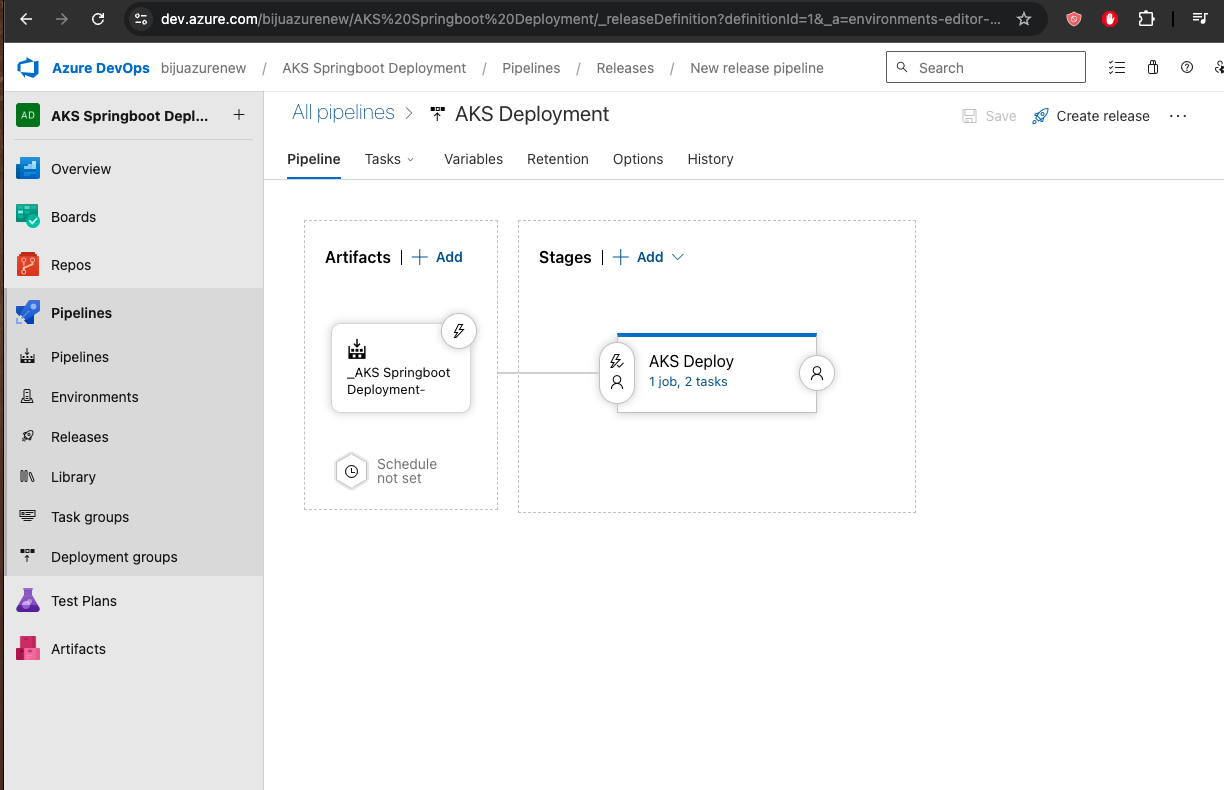 dev.azure.com/bijuazurenew/AKS%20Springboot%20Deployment/_releaseDefinition?definitionId=1&_a=environments-editor-...
Azure DevOps bijuazurenew / AKS Springboot Deployment / Pipelines / Releases / New release pipeline
Search
AD AKS Springboot Depl... +
All pipelines > AKS Deployment
Save Create release ...
Pipeline Tasks Variables Retention Options History
Overview
Boards
Repos
Pipelines
Pipelines
Environments
Releases
Library
Task groups
Deployment groups
Test Plans
Artifacts
Artifacts | + Add
_AKS Springboot
Deployment-
Schedule
not set
Stages | + Add
AKS Deploy
1 job, 2 tasks